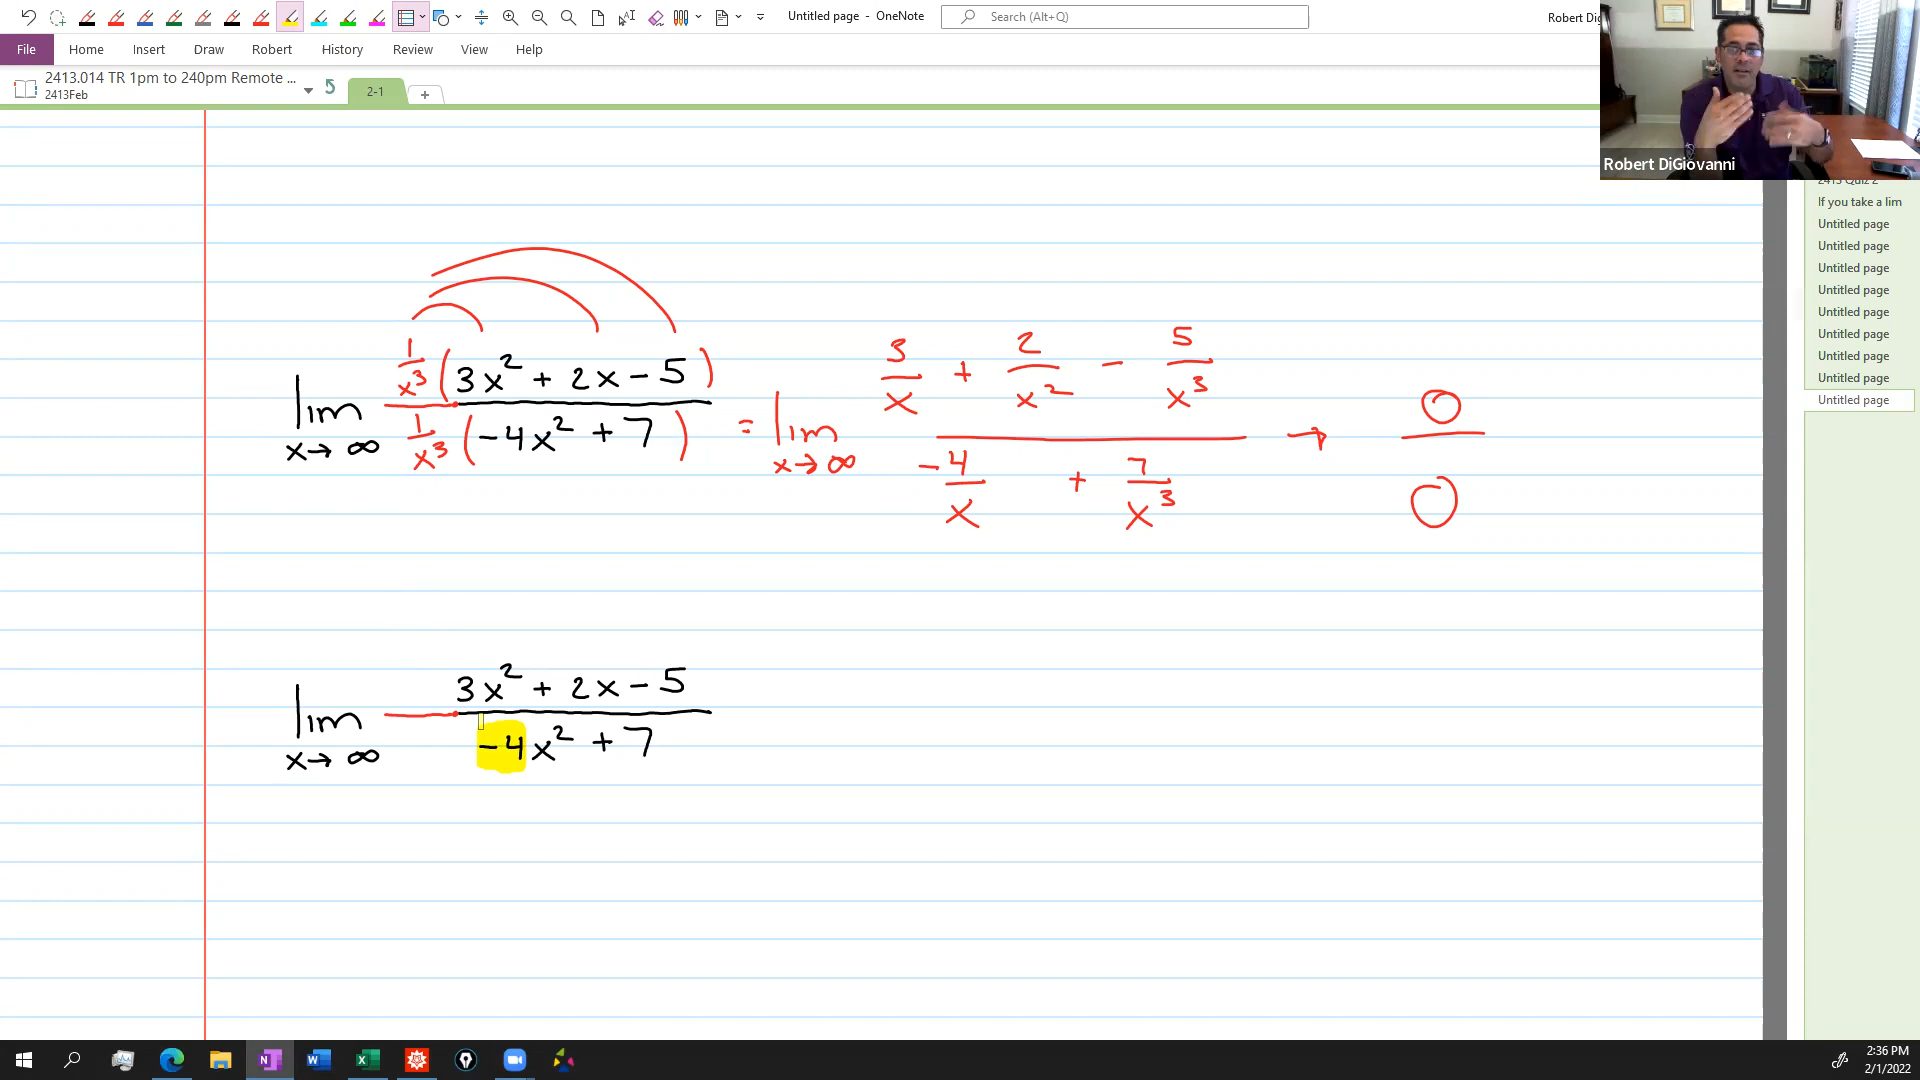 Untitled page - OneNote
Search (Alt+Q)
File Home Insert Draw Robert History Review View Help
2413.014 TR 1pm to 240pm Remote ...
2413Feb
2-1
+
Robert DiGiovanni
If you take a lim
Untitled page
Untitled page
Untitled page
Untitled page
Untitled page
Untitled page
Untitled page
Untitled page
Untitled page
lim x→∞ 1/x³ (3x² + 2x - 5) / 1/x³ (-4x² + 7) = lim x→∞ 3/x + 2/x² - 5/x³ / -4/x + 7/x³ → 0/0
lim x→∞ 3x² + 2x - 5 / -4x² + 7
2:36 PM
2/1/2022